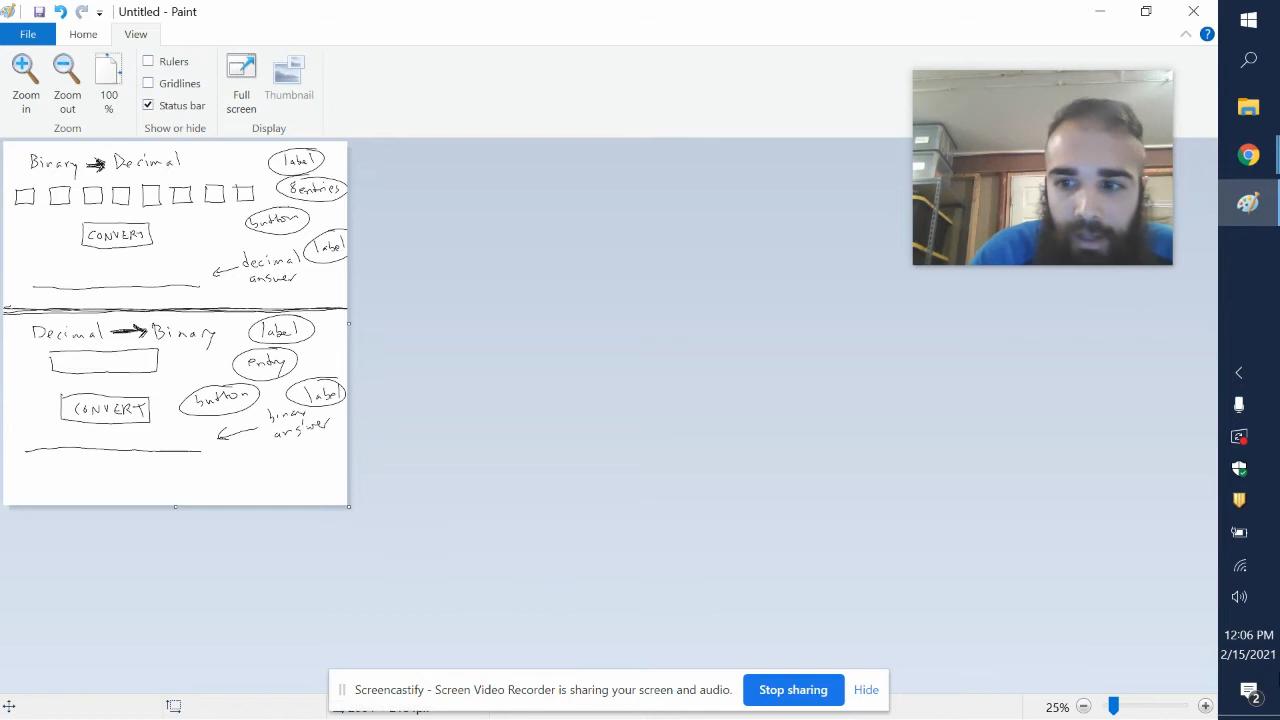 Decimal - Paint
File Home View
Rulers
Gridlines
Status bar
Zoom in
Zoom out
100 %
Full screen
Thumbnail
Zoom
Show or hide
Display
Binary → Decimal
label
8entries
button
CONVERT
label
decimal answer
Decimal → Binary
label
entry
button
label
CONVERT
binary answer
Screencastify - Screen Video Recorder is sharing your screen and audio.
Stop sharing
Hide
12:06 PM
2/15/2021
2
25%